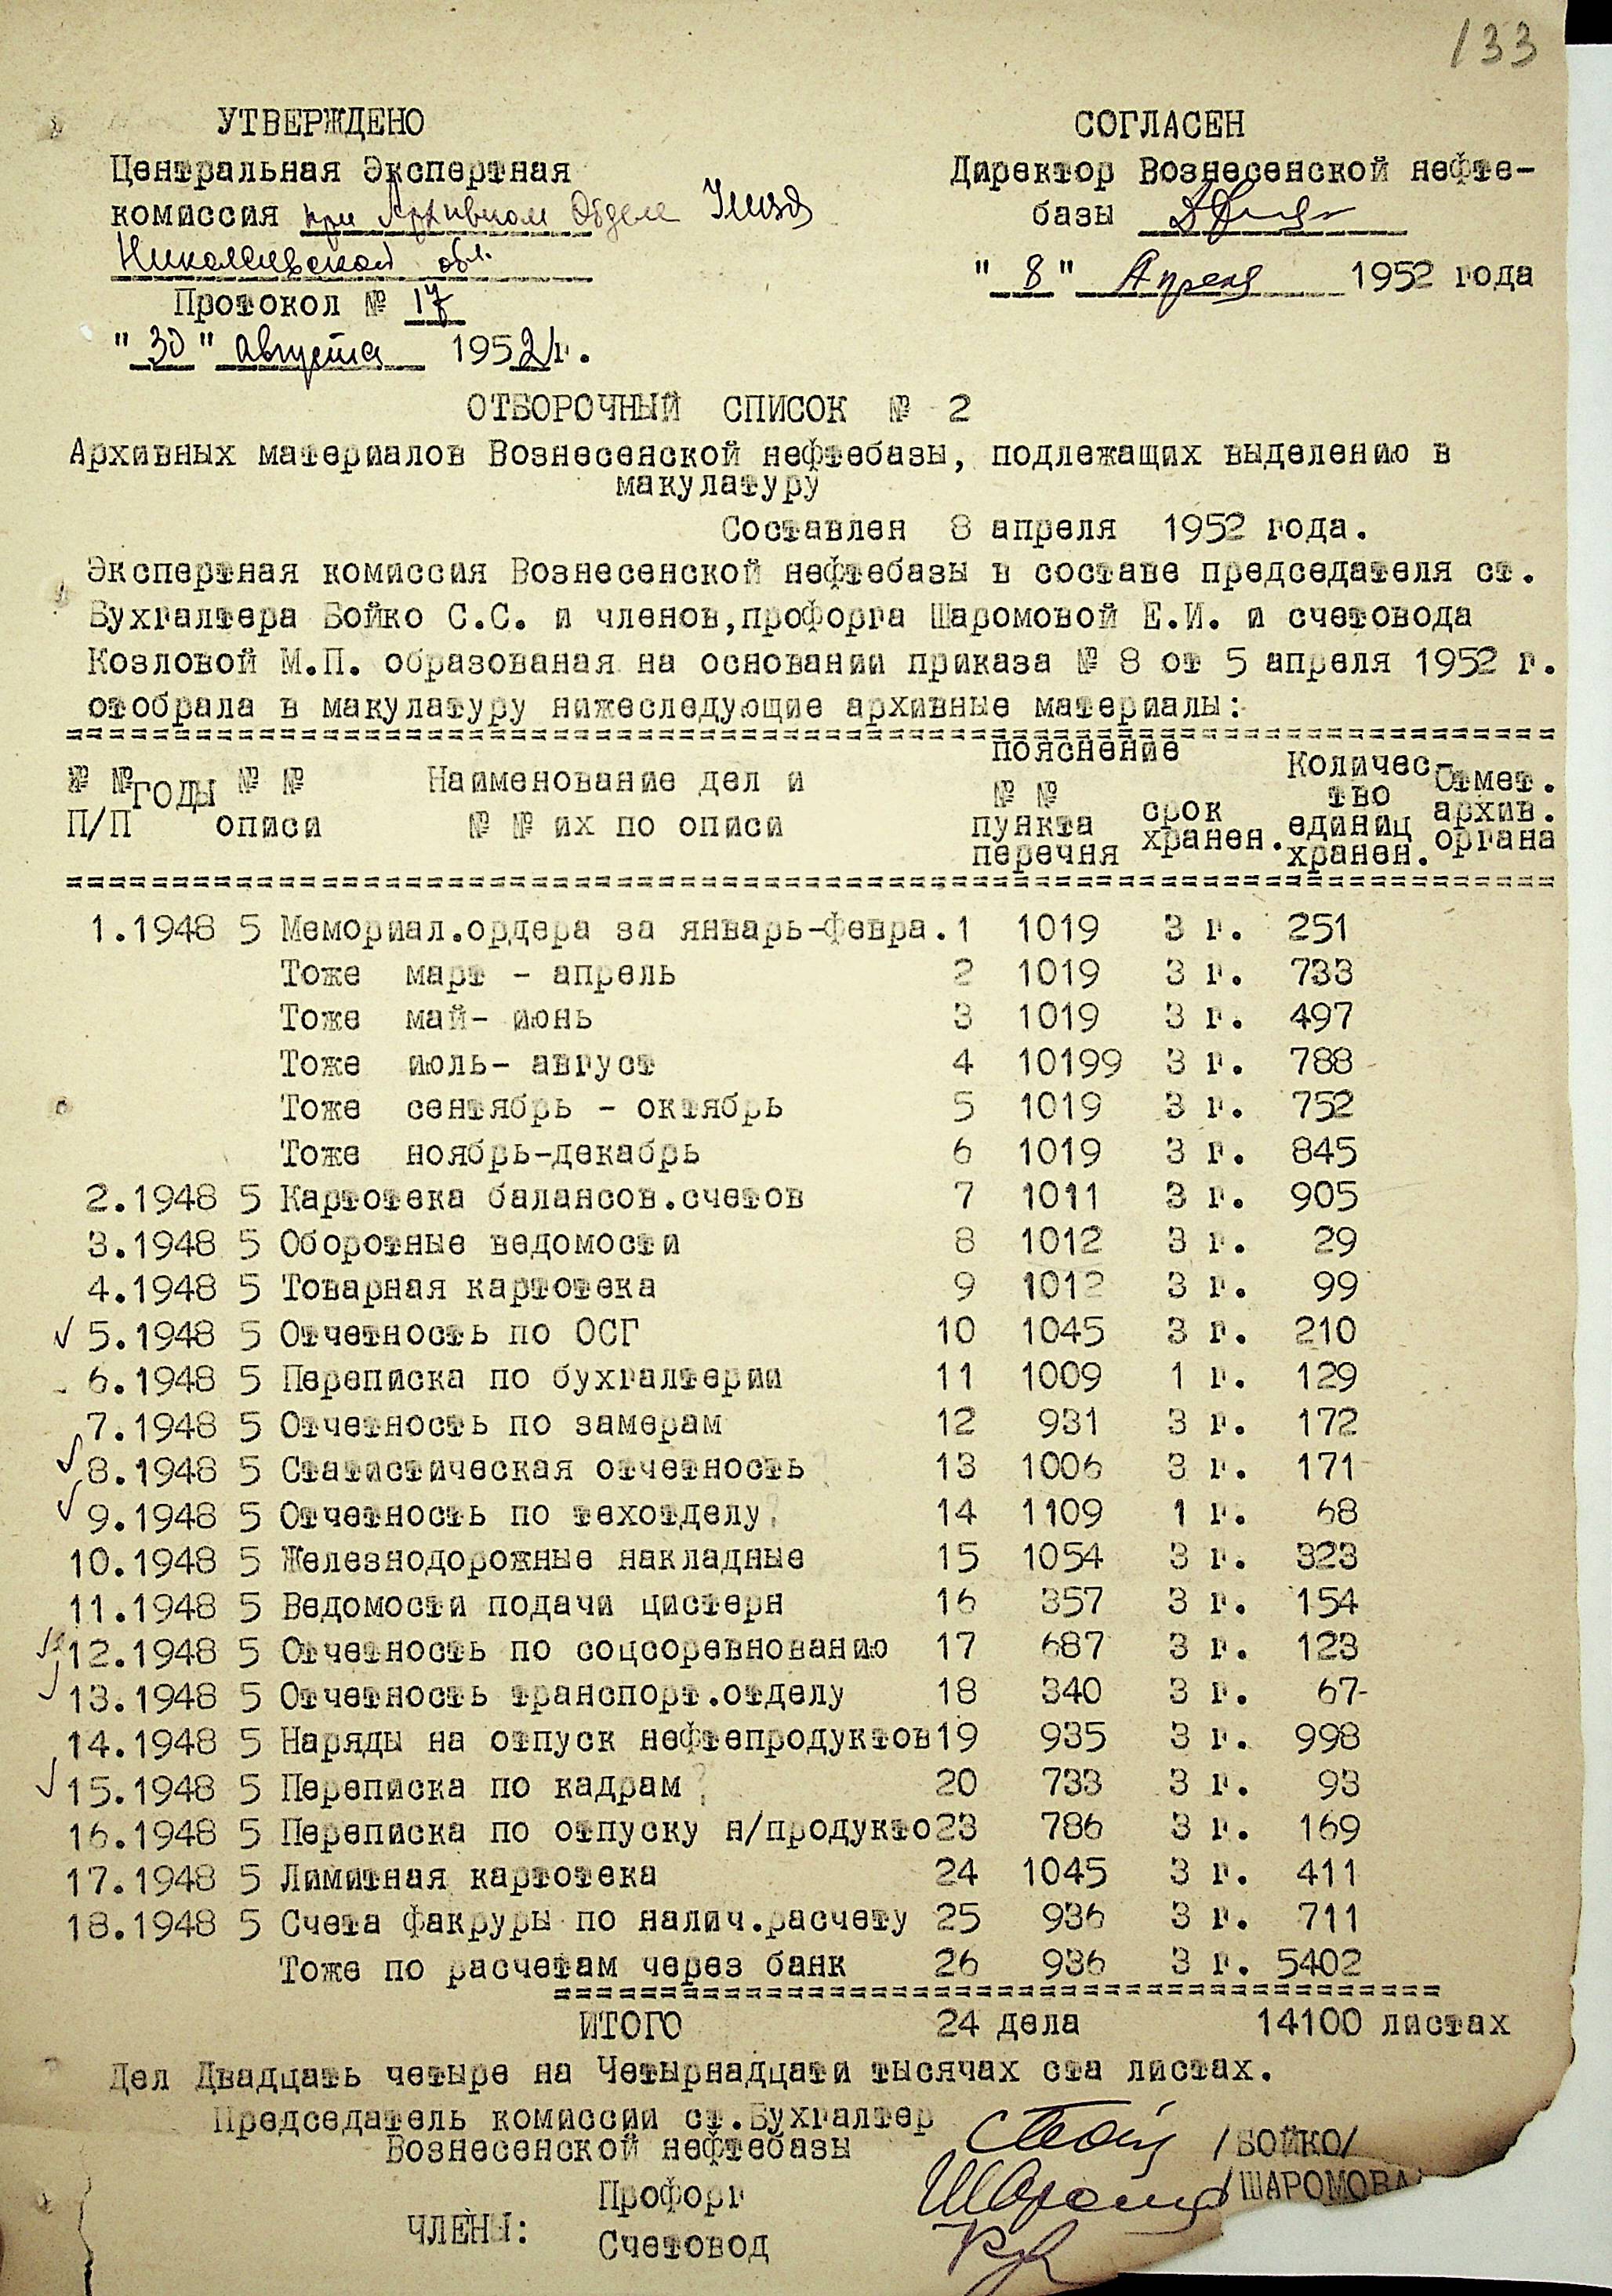 133
УТВЕРЖДЕНО
Центральная Экспертная
комиссия при Архивном Отделе
Николаевской обл.
Протокол № 17
"30" августа 1952г.
СОГЛАСЕН
Директор Вознесенской нефте-
базы
"8" Апреля 1952 года
ОТБОРОЧНЫЙ СПИСОК № 2
Архивных материалов Вознесенской нефтебазы, подлежащих выделению в
макулатуру
Составлен 8 апреля 1952 года.
Экспертная комиссия Вознесенской нефтебазы в составе председателя ст.
Бухгалтера Бойко С.С. и членов,профорга Шаромовой Е.И. и счетовода
Козловой М.П. образованая на основании приказа № 8 от 5 апреля 1952 г.
отобрала в макулатуру нижеследующие архивные материалы:
№ № П/П ГОДЫ № № описи Наименование дел и № № их по описи пояснение № № пункта перечня срок хранен. Количес-тво единиц хранен. Отмет. архив. органа
1.1948 5 Мемориал.ордера за январь-февра. 1 1019 3 г. 251
Тоже март - апрель 2 1019 3 г. 733
Тоже май- июнь 3 1019 3 г. 497
Тоже июль- август 4 10199 3 г. 788
Тоже сентябрь - октябрь 5 1019 3 г. 752
Тоже ноябрь-декабрь 6 1019 3 г. 845
2.1948 5 Картотека балансов.счетов 7 1011 3 г. 905
3.1948 5 Оборотные ведомости 8 1012 3 г. 29
4.1948 5 Товарная картотека 9 1012 3 г. 99
5.1948 5 Отчетность по ОСГ 10 1045 3 г. 210
6.1948 5 Переписка по бухгалтерии 11 1009 1 г. 129
7.1948 5 Отчетность по замерам 12 931 3 г. 172
8.1948 5 Статистическая отчетность 13 1006 3 г. 171
9.1948 5 Отчетность по техотделу 14 1109 1 г. 68
10.1948 5 Железнодорожные накладные 15 1054 3 г. 323
11.1948 5 Ведомости подачи цистерн 16 357 3 г. 154
12.1948 5 Отчетность по соцсоревнованию 17 687 3 г. 123
13.1948 5 Отчетность транспорт.отделу 18 340 3 г. 67
14.1948 5 Наряды на отпуск нефтепродуктов 19 935 3 г. 998
15.1948 5 Переписка по кадрам ? 20 733 3 г. 93
16.1948 5 Переписка по отпуску н/продукто 23 786 3 г. 169
17.1948 5 Лимитная картотека 24 1045 3 г. 411
18.1948 5 Счета факруры по налич.расчету 25 936 3 г. 711
Тоже по расчетам через банк 26 936 3 г. 5402
ИТОГО 24 дела 14100 листах
Дел Двадцать четыре на Четырнадцати тысячах ста листах.
Председатель комиссии ст.Бухгалтер
Вознесенской нефтебазы /БОЙКО/
Профорг /ШАРОМОВА/
ЧЛЕНЫ:
Счетовод